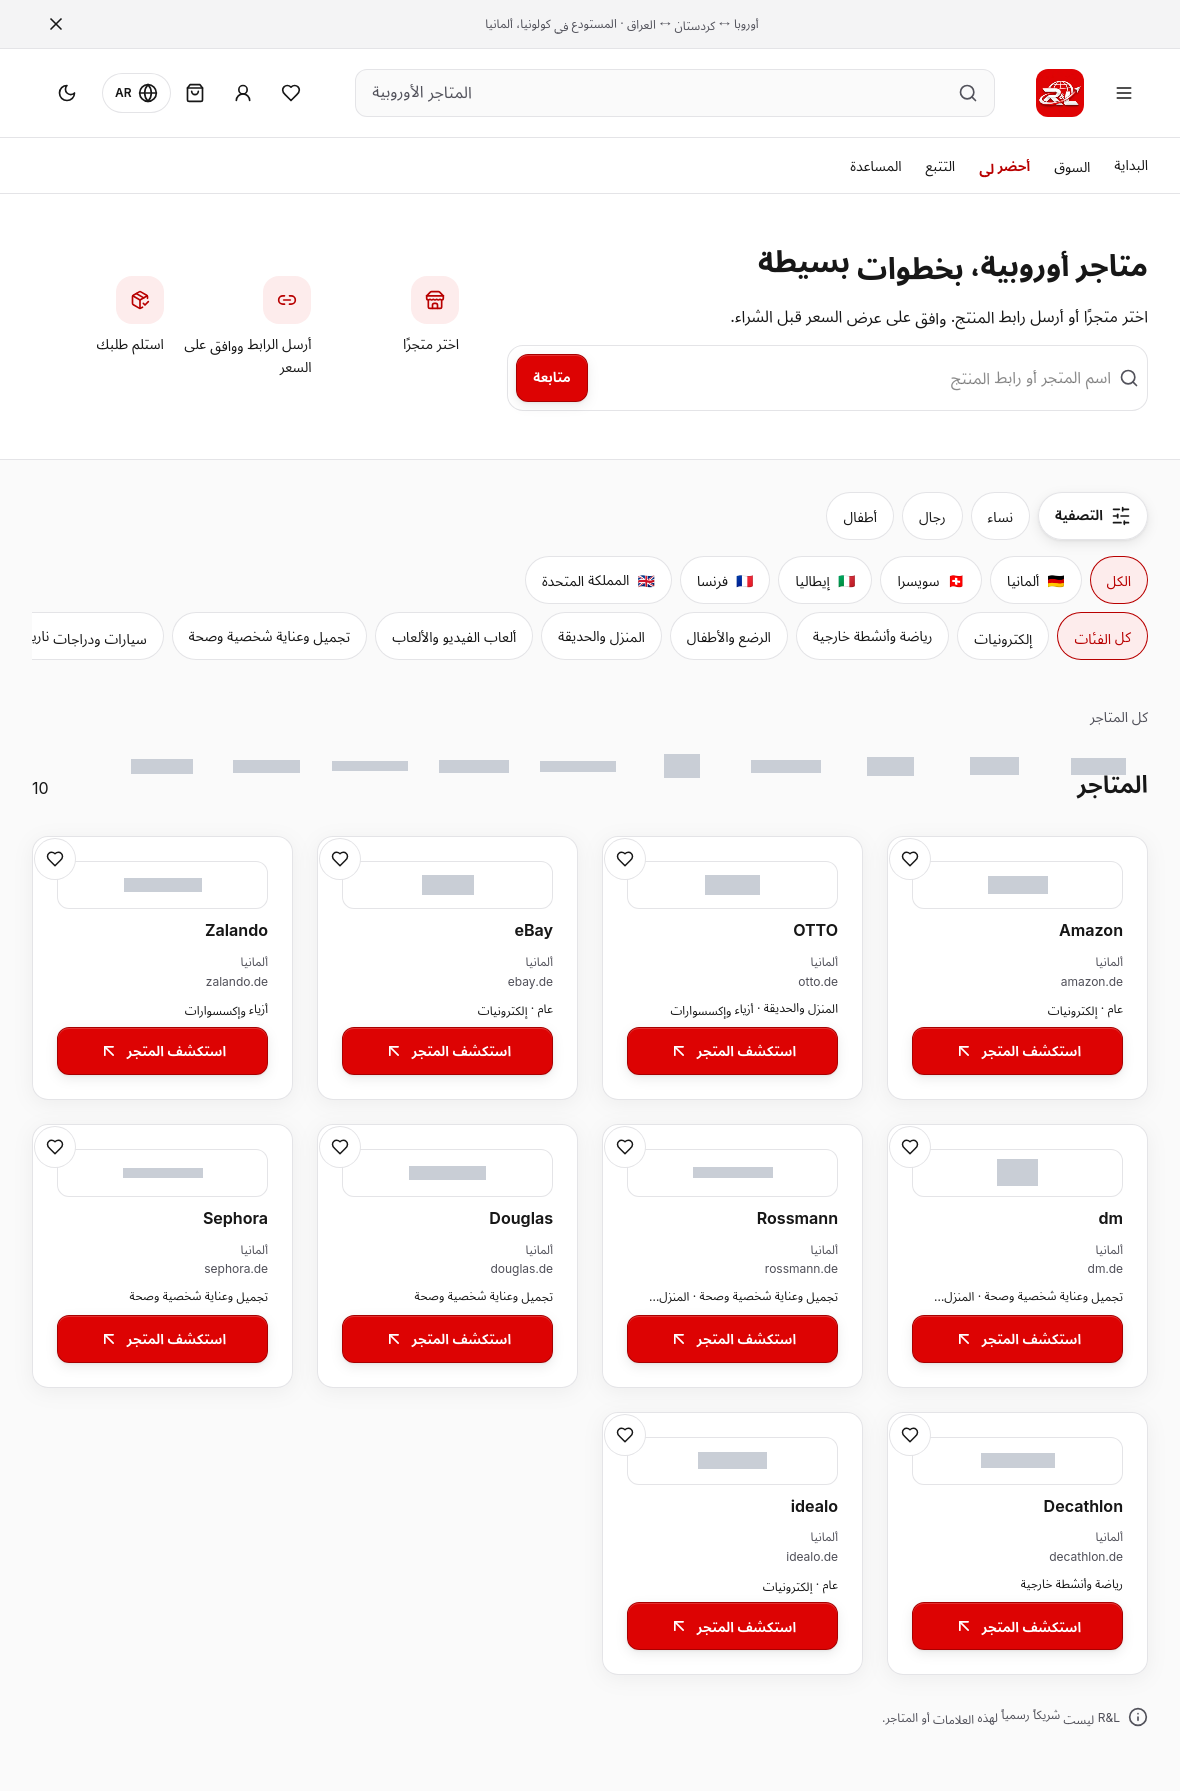 أوروبا ↔ كردستان ↔ العراق · المستودع في كولونيا، ألمانيا
R&L
المتاجر الأوروبية
AR
البداية
السوق
أحضر لي
التتبع
المساعدة
متاجر أوروبية، بخطوات بسيطة
اختر متجرًا أو أرسل رابط المنتج. وافق على عرض السعر قبل الشراء.
اسم المتجر أو رابط المنتج
متابعة
اختر متجرًا
أرسل الرابط ووافق على السعر
استلم طلبك
التصفية
نساء
رجال
أطفال
الكل
ألمانيا
سويسرا
إيطاليا
فرنسا
المملكة المتحدة
كل الفئات
إلكترونيات
رياضة وأنشطة خارجية
الرضع والأطفال
المنزل والحديقة
ألعاب الفيديو والألعاب
تجميل وعناية شخصية وصحة
سيارات ودراجات ناري
كل المتاجر
المتاجر
10
Amazon
ألمانيا
amazon.de
عام · إلكترونيات
استكشف المتجر
OTTO
ألمانيا
otto.de
المنزل والحديقة · أزياء وإكسسوارات
استكشف المتجر
eBay
ألمانيا
ebay.de
عام · إلكترونيات
استكشف المتجر
Zalando
ألمانيا
zalando.de
أزياء وإكسسوارات
استكشف المتجر
dm
ألمانيا
dm.de
تجميل وعناية شخصية وصحة · المنزل...
استكشف المتجر
Rossmann
ألمانيا
rossmann.de
تجميل وعناية شخصية وصحة · المنزل...
استكشف المتجر
Douglas
ألمانيا
douglas.de
تجميل وعناية شخصية وصحة
استكشف المتجر
Sephora
ألمانيا
sephora.de
تجميل وعناية شخصية وصحة
استكشف المتجر
Decathlon
ألمانيا
decathlon.de
رياضة وأنشطة خارجية
استكشف المتجر
idealo
ألمانيا
idealo.de
عام · إلكترونيات
استكشف المتجر
R&L ليست شريكاً رسمياً لهذه العلامات أو المتاجر.